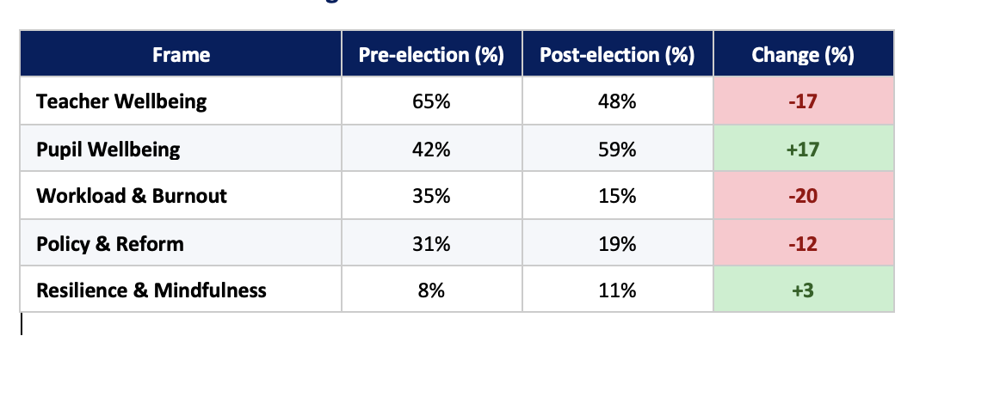 Frame Pre-election (%) Post-election (%) Change (%)
Teacher Wellbeing 65% 48% -17
Pupil Wellbeing 42% 59% +17
Workload & Burnout 35% 15% -20
Policy & Reform 31% 19% -12
Resilience & Mindfulness 8% 11% +3